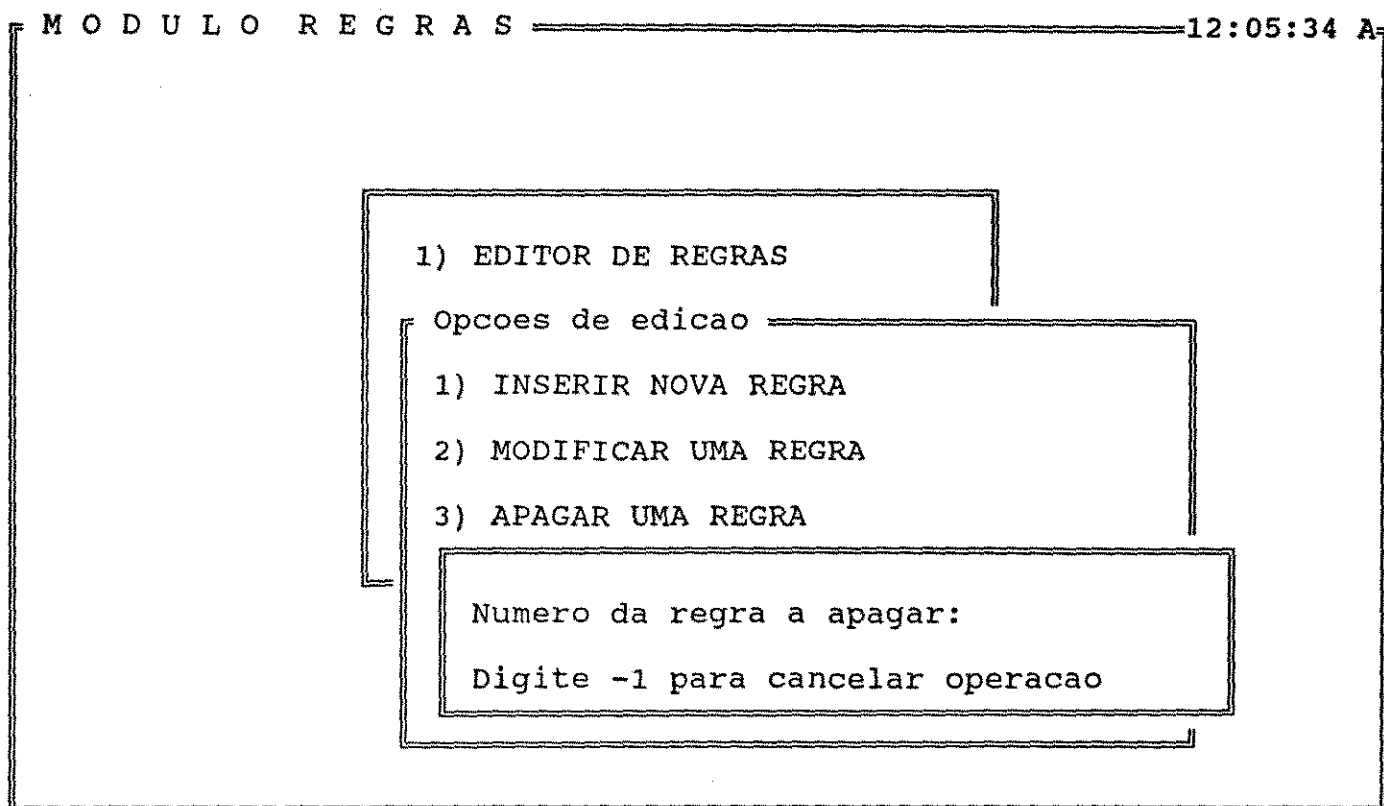 M O D U L O   R E G R A S 12:05:34 A
1) EDITOR DE REGRAS
Opcoes de edicao
1) INSERIR NOVA REGRA
2) MODIFICAR UMA REGRA
3) APAGAR UMA REGRA
Numero da regra a apagar:
Digite -1 para cancelar operacao